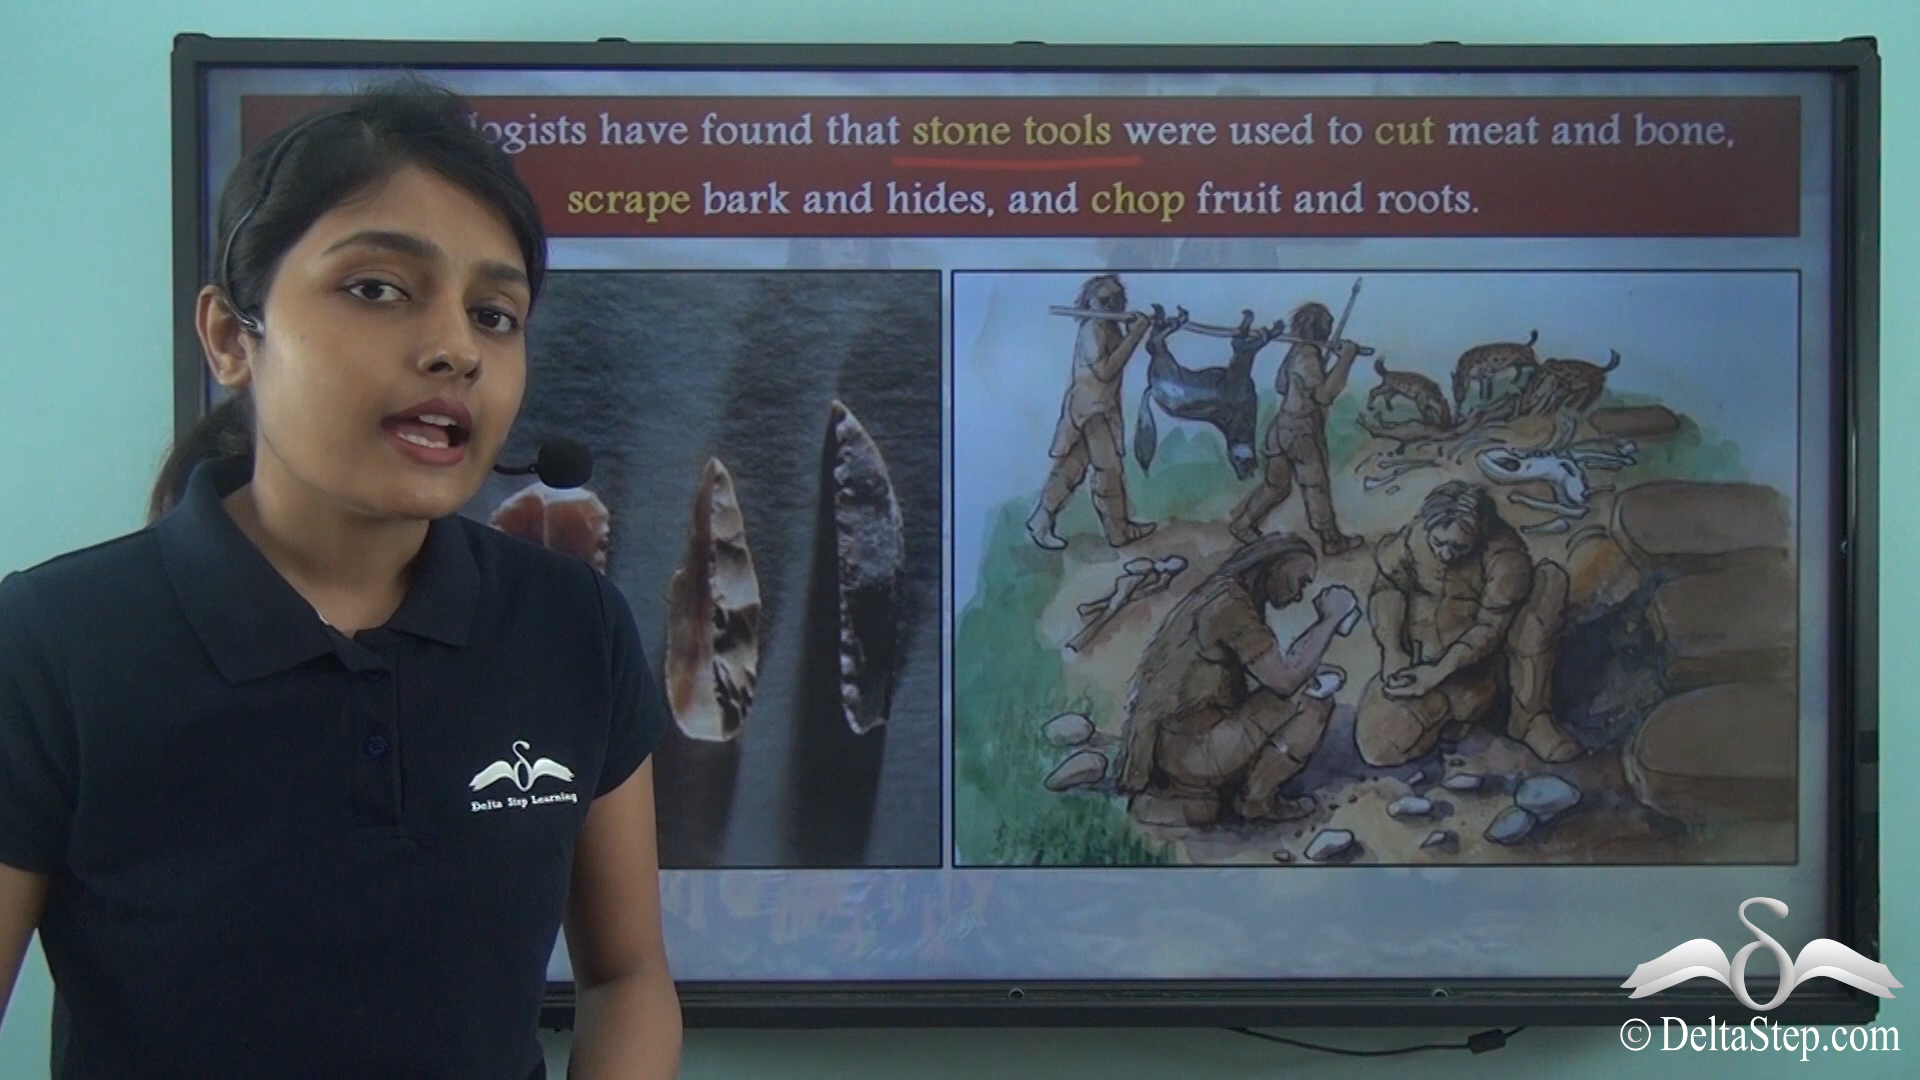 logists have found that stone tools were used to cut meat and bone,
scrape bark and hides, and chop fruit and roots.
Delta Step Learning
© DeltaStep.com